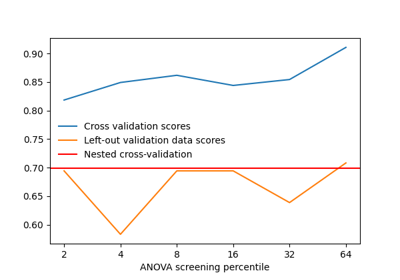 0.90
0.85
0.80
0.75
0.70
0.65
0.60
Cross validation scores
Left-out validation data scores
Nested cross-validation
2 4 8 16 32 64
ANOVA screening percentile